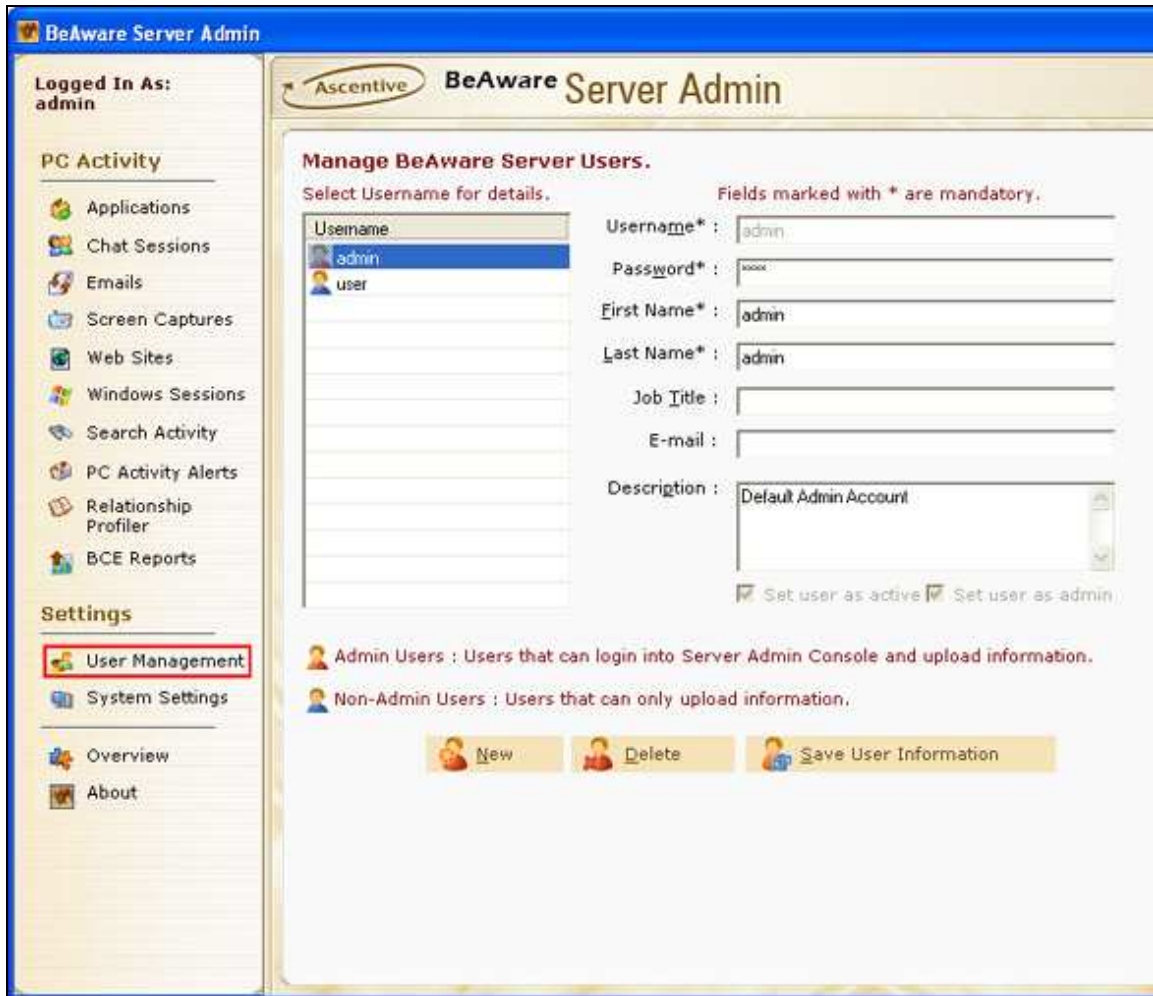 BeAware Server Admin
Logged In As:
admin
PC Activity
Applications
Chat Sessions
Emails
Screen Captures
Web Sites
Windows Sessions
Search Activity
PC Activity Alerts
Relationship
Profiler
BCE Reports
Settings
User Management
System Settings
Overview
About
Ascentive BeAware Server Admin
Manage BeAware Server Users.
Select Username for details.
Fields marked with * are mandatory.
Username
admin
user
Username* : admin
Password* : ××××
First Name* : admin
Last Name* : admin
Job Title :
E-mail :
Description : Default Admin Account
Set user as active Set user as admin
Admin Users : Users that can login into Server Admin Console and upload information.
Non-Admin Users : Users that can only upload information.
New Delete Save User Information